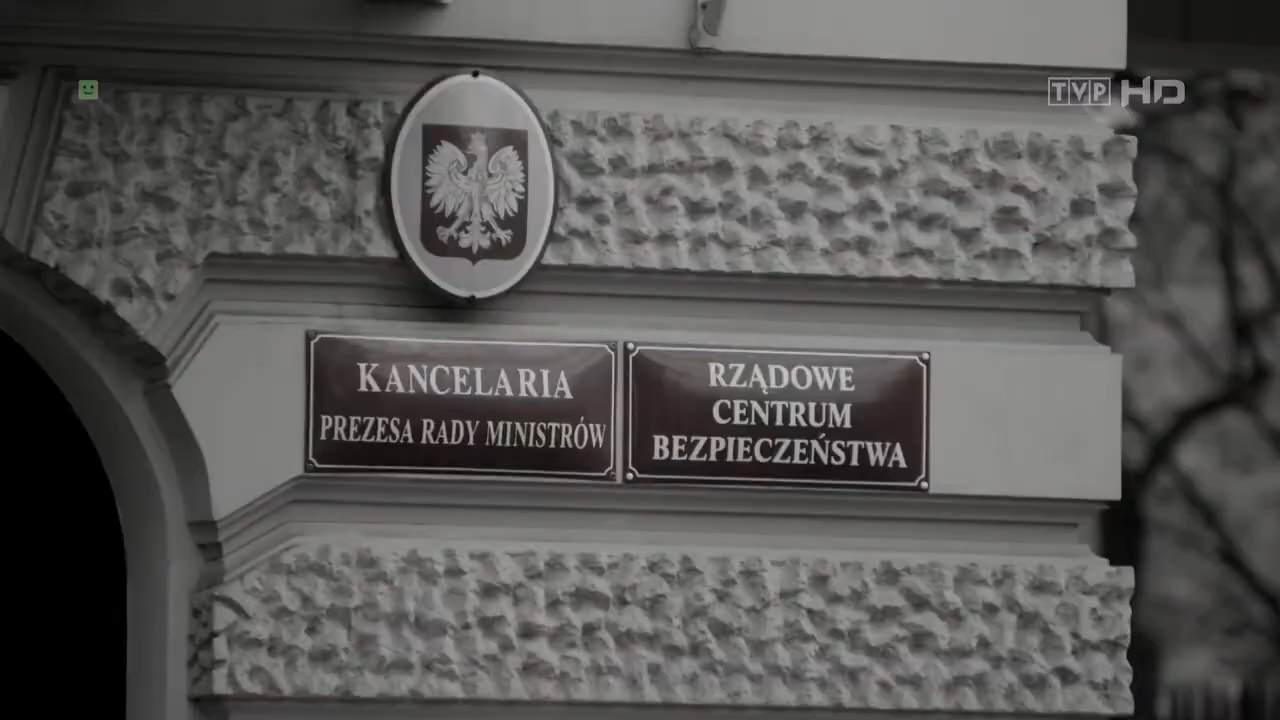 TVP HD
KANCELARIA
PREZESA RADY MINISTRÓW
RZĄDOWE
CENTRUM
BEZPIECZEŃSTWA